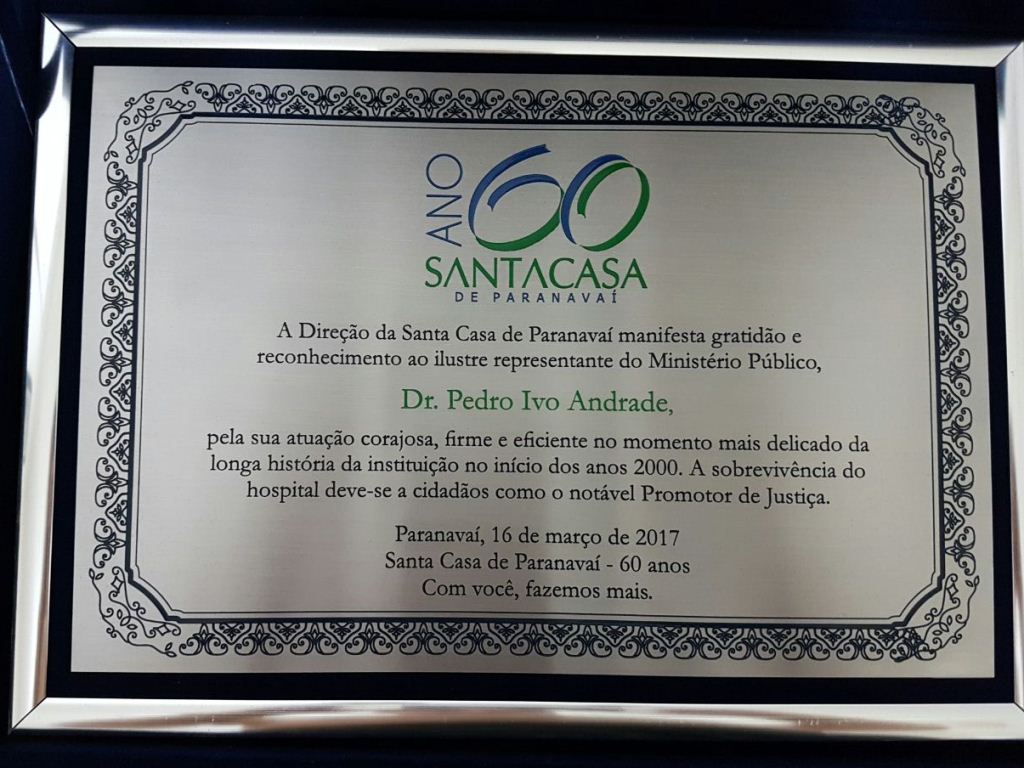 ANO 60
SANTACASA
DE PARANAVAÍ
A Direção da Santa Casa de Paranavaí manifesta gratidão e
reconhecimento ao ilustre representante do Ministério Público,
Dr. Pedro Ivo Andrade,
pela sua atuação corajosa, firme e eficiente no momento mais delicado da
longa história da instituição no início dos anos 2000. A sobrevivência do
hospital deve-se a cidadãos como o notável Promotor de Justiça.
Paranavaí, 16 de março de 2017
Santa Casa de Paranavaí - 60 anos
Com você, fazemos mais.